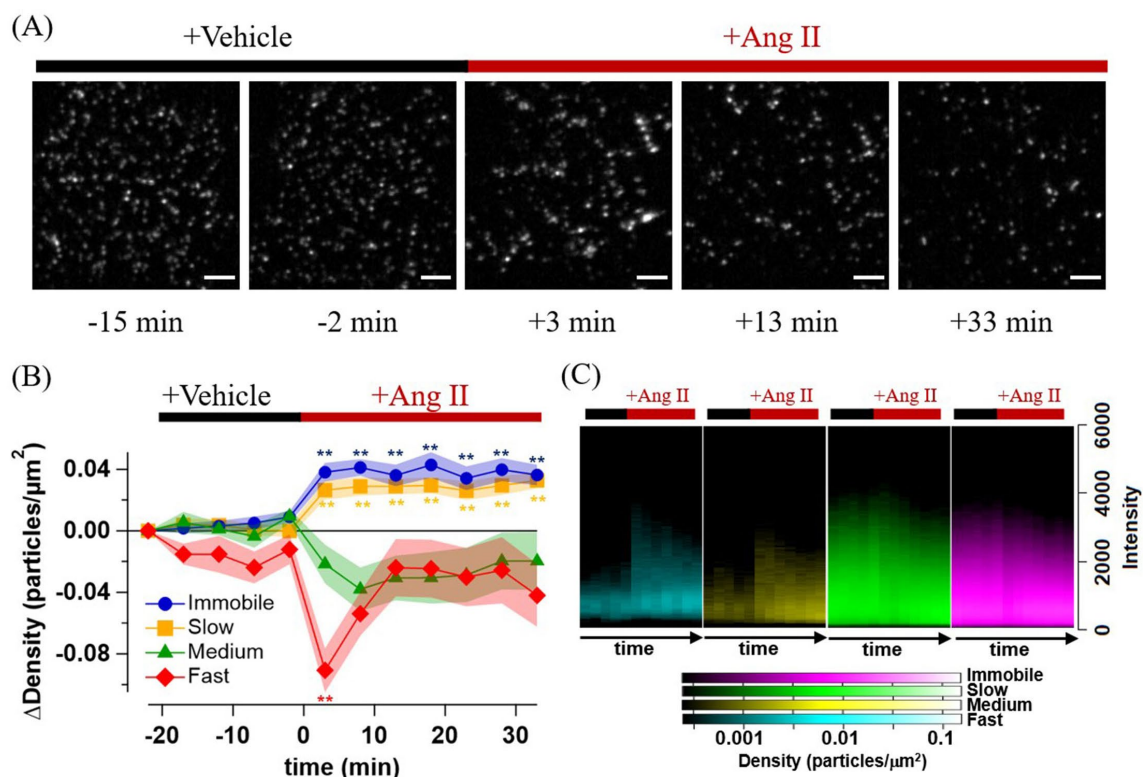 (A)
+Vehicle +Ang II
-15 min -2 min +3 min +13 min +33 min
(B)
+Vehicle +Ang II
ΔDensity (particles/μm²)
0.04
0.00
-0.04
-0.08
** ** ** ** ** ** **
** ** ** ** ** ** **
Immobile
Slow
Medium
Fast
**
-20 -10 0 10 20 30
time (min)
(C)
+Ang II +Ang II +Ang II +Ang II
6000
4000
2000
0
Intensity
time time time time
Immobile
Slow
Medium
Fast
0.001 0.01 0.1
Density (particles/μm²)